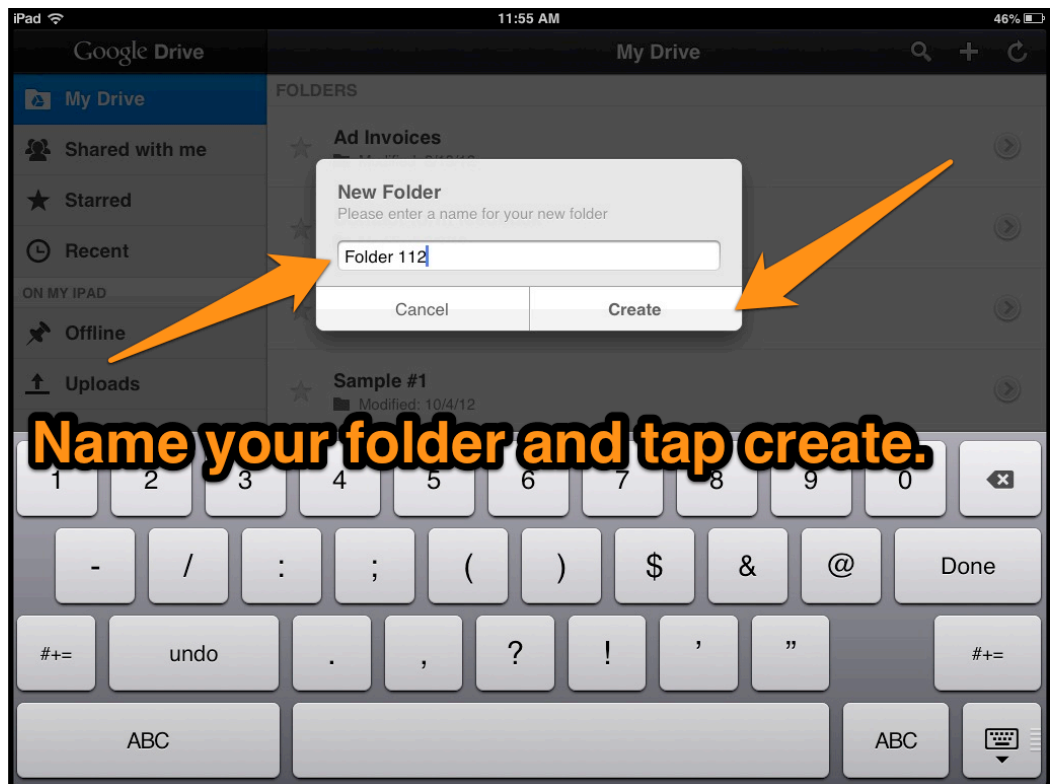 iPad 11:55 AM 46%
Google Drive My Drive
My Drive
Shared with me
Starred
Recent
ON MY IPAD
Offline
Uploads
FOLDERS
Ad Invoices
New Folder
Please enter a name for your new folder
Folder 112
Cancel Create
Sample #1
Modified: 10/4/12
Name your folder and tap create.
1 2 3 4 5 6 7 8 9 0
- / : ; ( ) $ & @ Done
#+= undo . , ? ! ’ ” #+=
ABC ABC